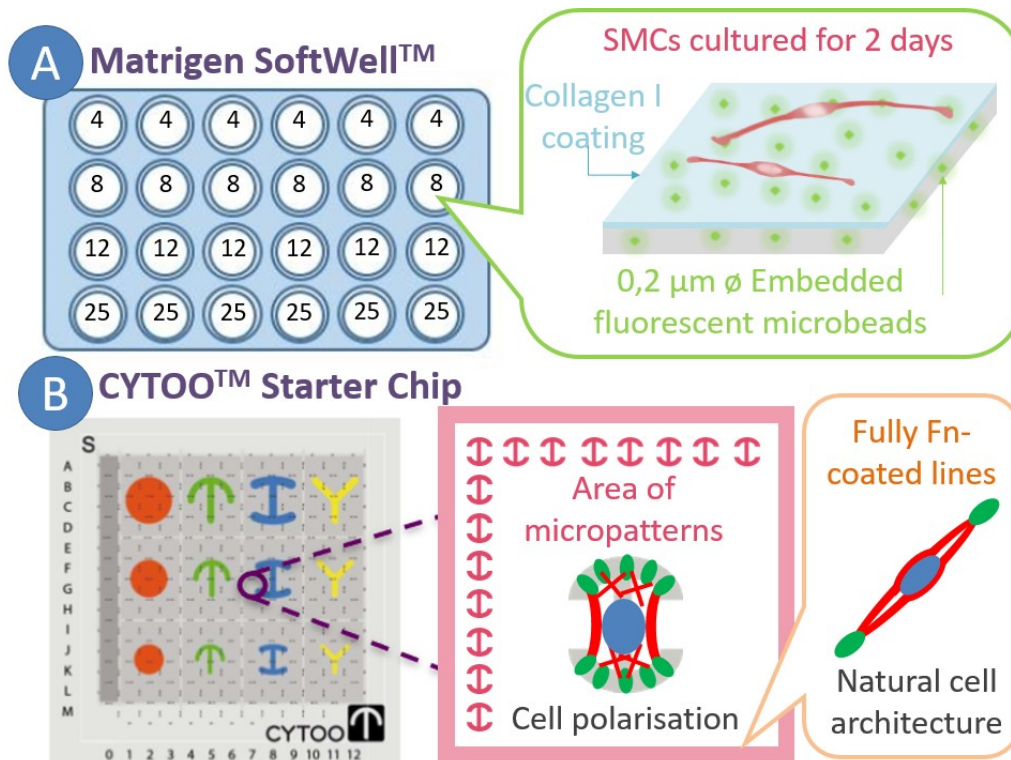 A Matrigen SoftWell™
4 4 4 4 4 4
8 8 8 8 8 8
12 12 12 12 12 12
25 25 25 25 25 25
SMCs cultured for 2 days
Collagen I
coating
0,2 µm ø Embedded
fluorescent microbeads
B CYTOO™ Starter Chip
S
A
B
C
D
E
F
G
H
I
J
K
L
M
CYTOO
0 1 2 3 4 5 6 7 8 9 10 11 12
Area of
micropatterns
Cell polarisation
Fully Fn-
coated lines
Natural cell
architecture